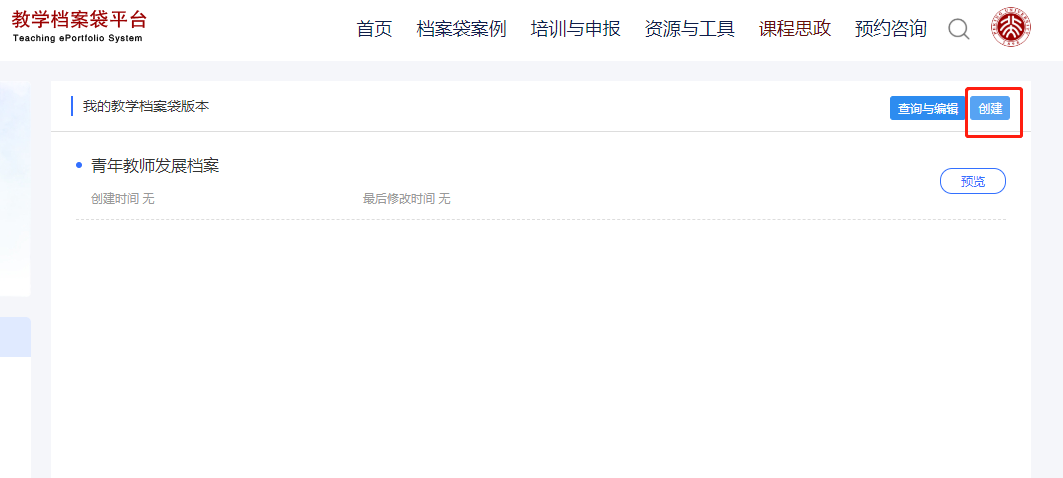 教学档案袋平台
Teaching ePortfolio System
首页 档案袋案例 培训与申报 资源与工具 课程思政 预约咨询
我的教学档案袋版本
查询与编辑 创建
青年教师发展档案
预览
创建时间 无 最后修改时间 无